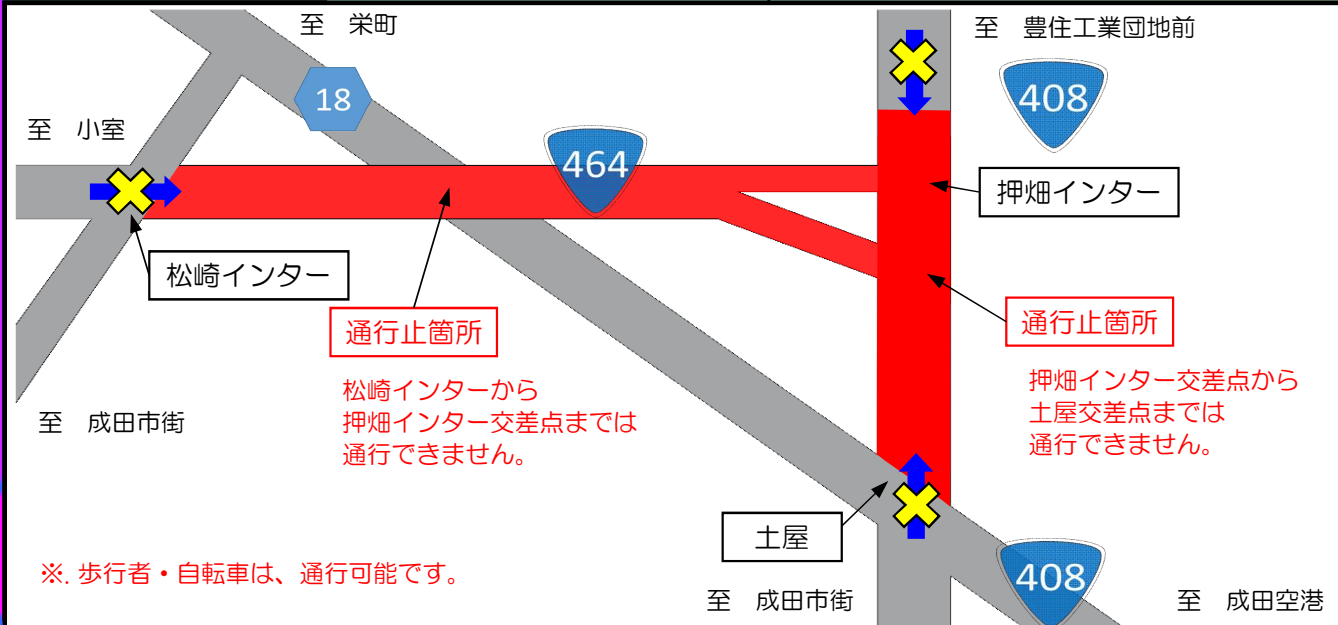 至　栄町
至　豊住工業団地前
18
408
至　小室
464
押畑インター
松崎インター
通行止箇所
通行止箇所
松崎インターから
押畑インター交差点までは
通行できません。
押畑インター交差点から
土屋交差点までは
通行できません。
至　成田市街
土屋
※. 歩行者・自転車は、通行可能です。
408
至　成田市街
至　成田空港